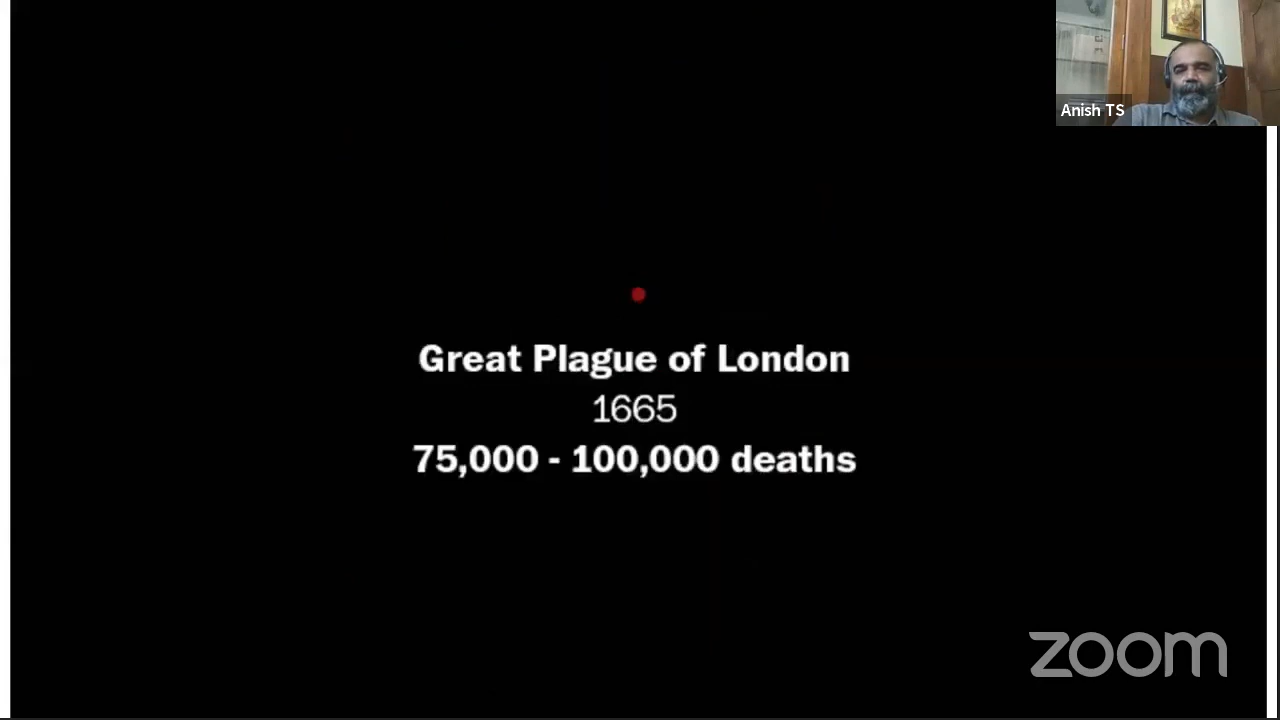 Anish TS
Great Plague of London
1665
75,000 - 100,000 deaths
zoom